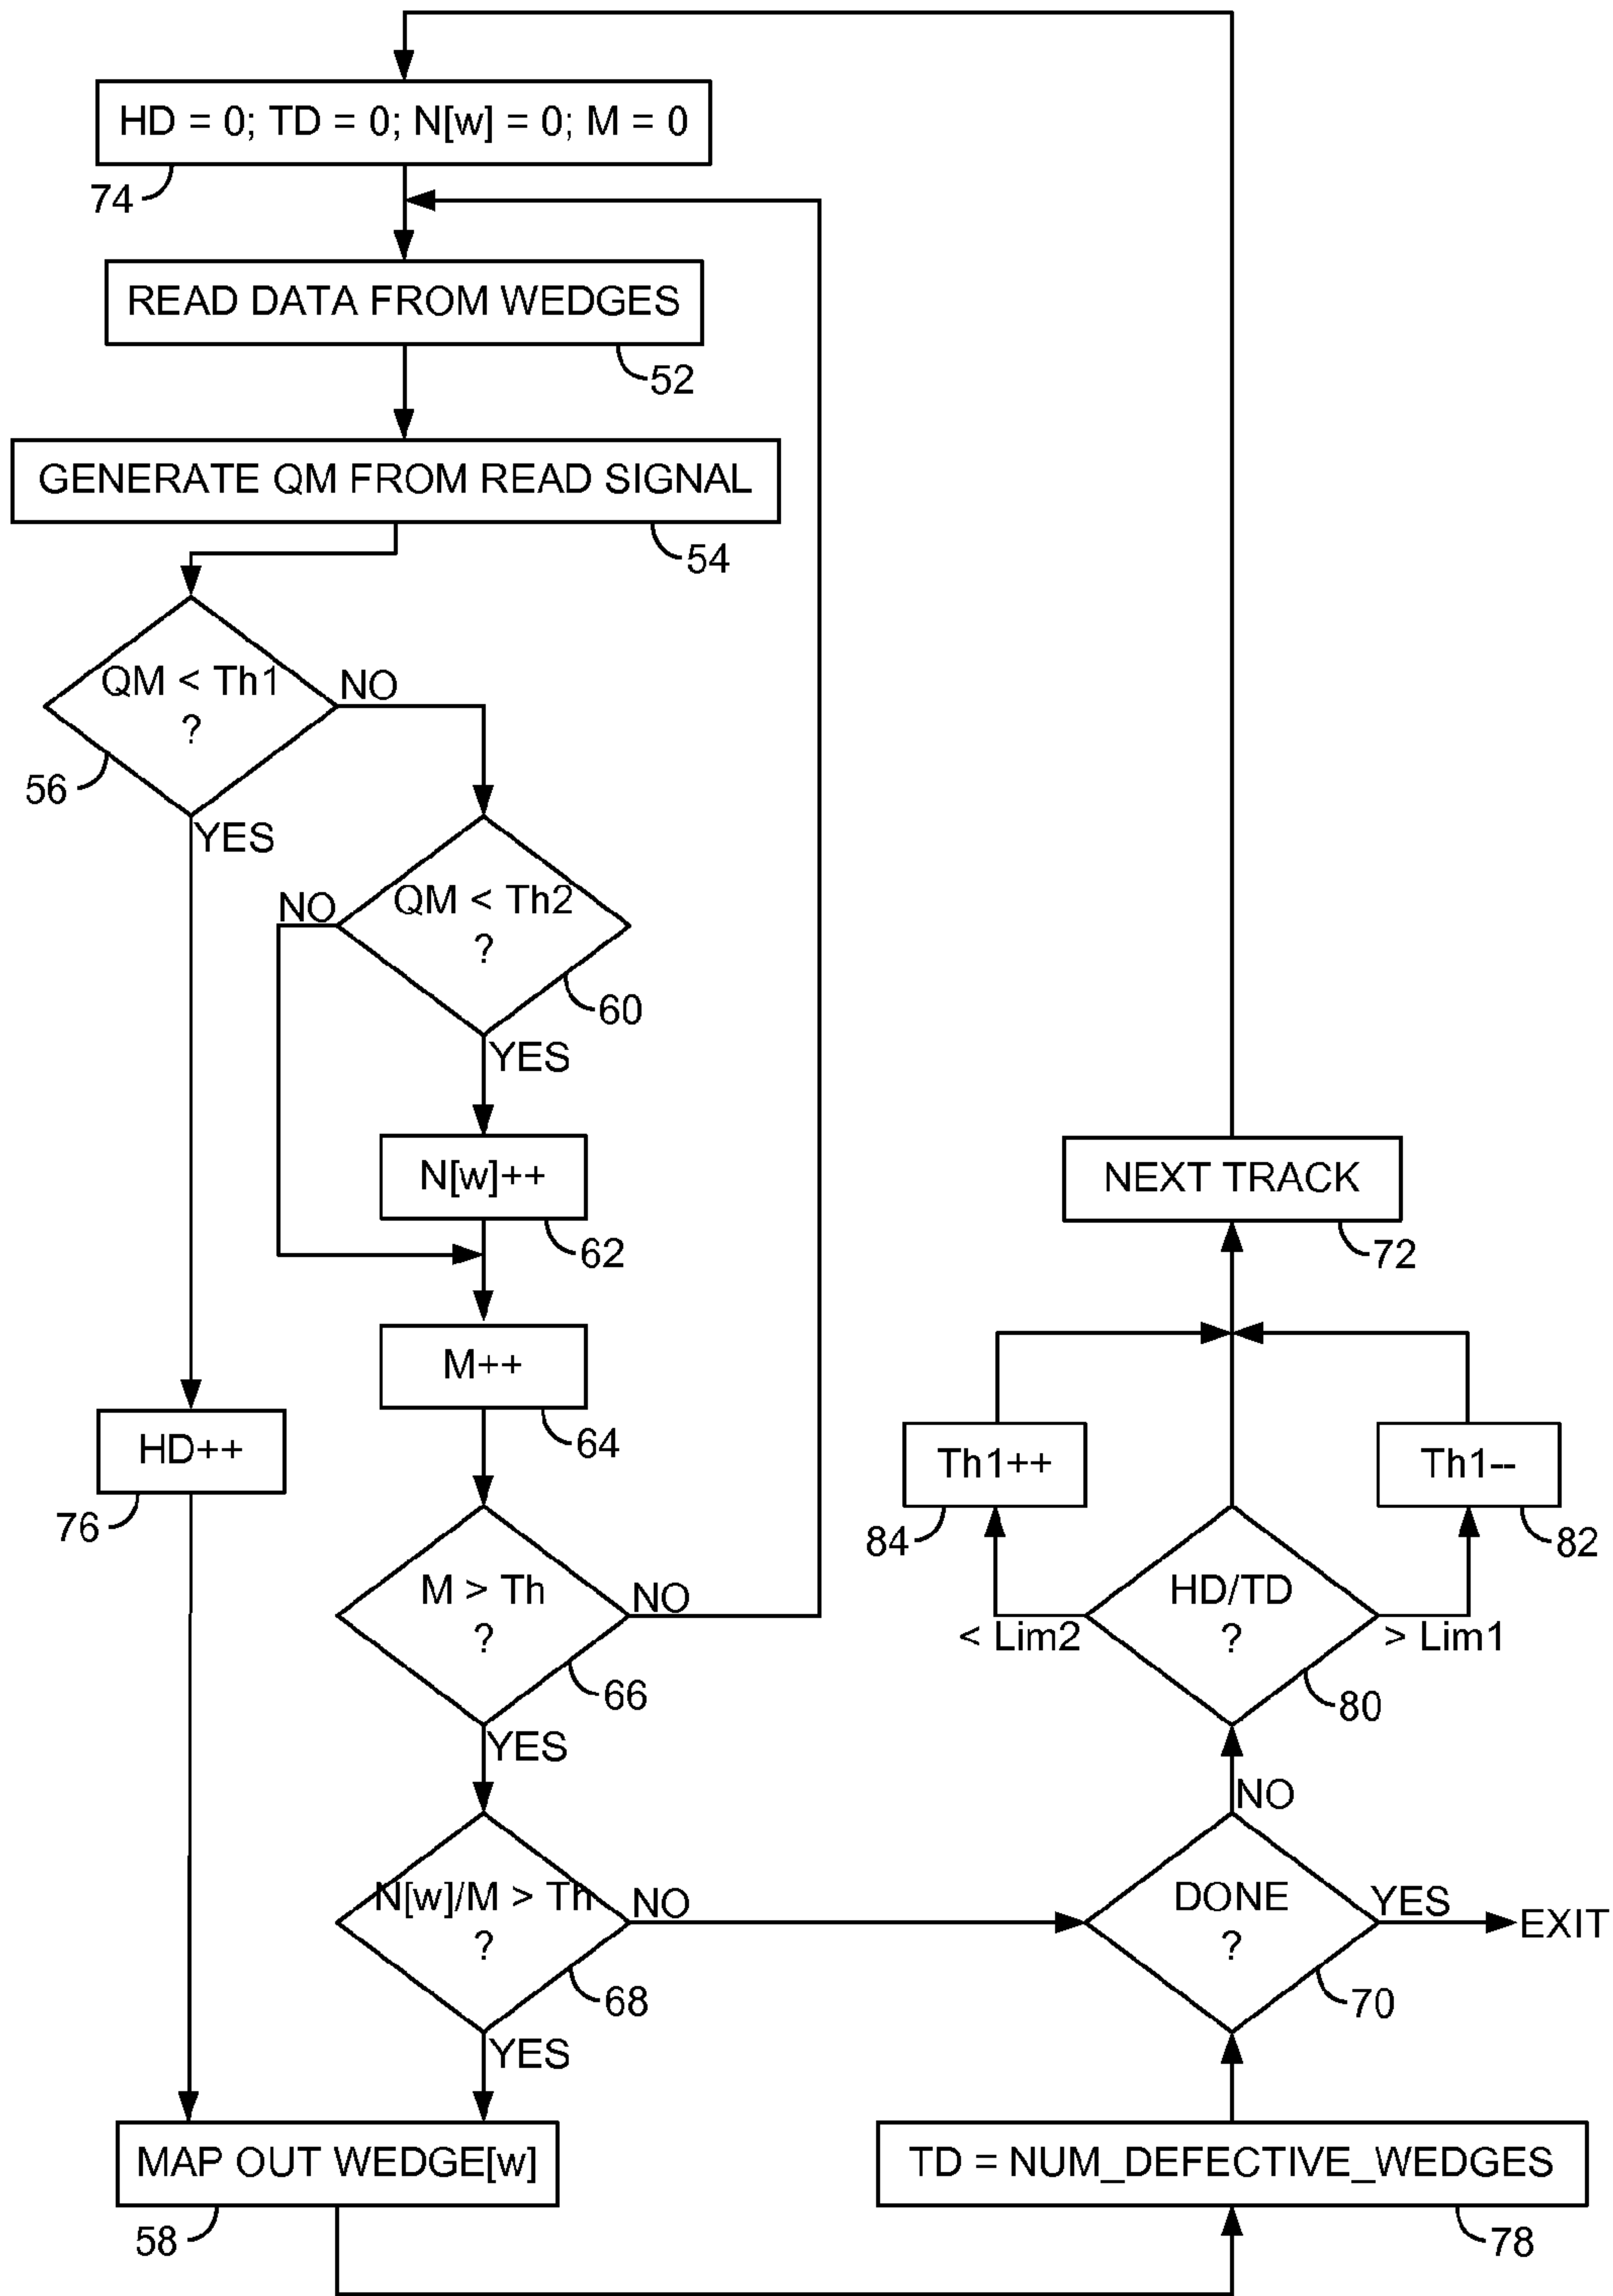 HD = 0; TD = 0; N[w] = 0; M = 0
74
READ DATA FROM WEDGES
52
GENERATE QM FROM READ SIGNAL
54
QM < Th1
?
NO
56
YES
QM < Th2
?
NO
60
YES
N[w]++
62
M++
64
HD++
76
M > Th
?
NO
66
YES
N[w]/M > Th
?
NO
68
YES
MAP OUT WEDGE[w]
58
TD = NUM_DEFECTIVE_WEDGES
78
DONE
?
YES
EXIT
70
NO
HD/TD
?
< Lim2
> Lim1
80
Th1++
84
Th1--
82
NEXT TRACK
72